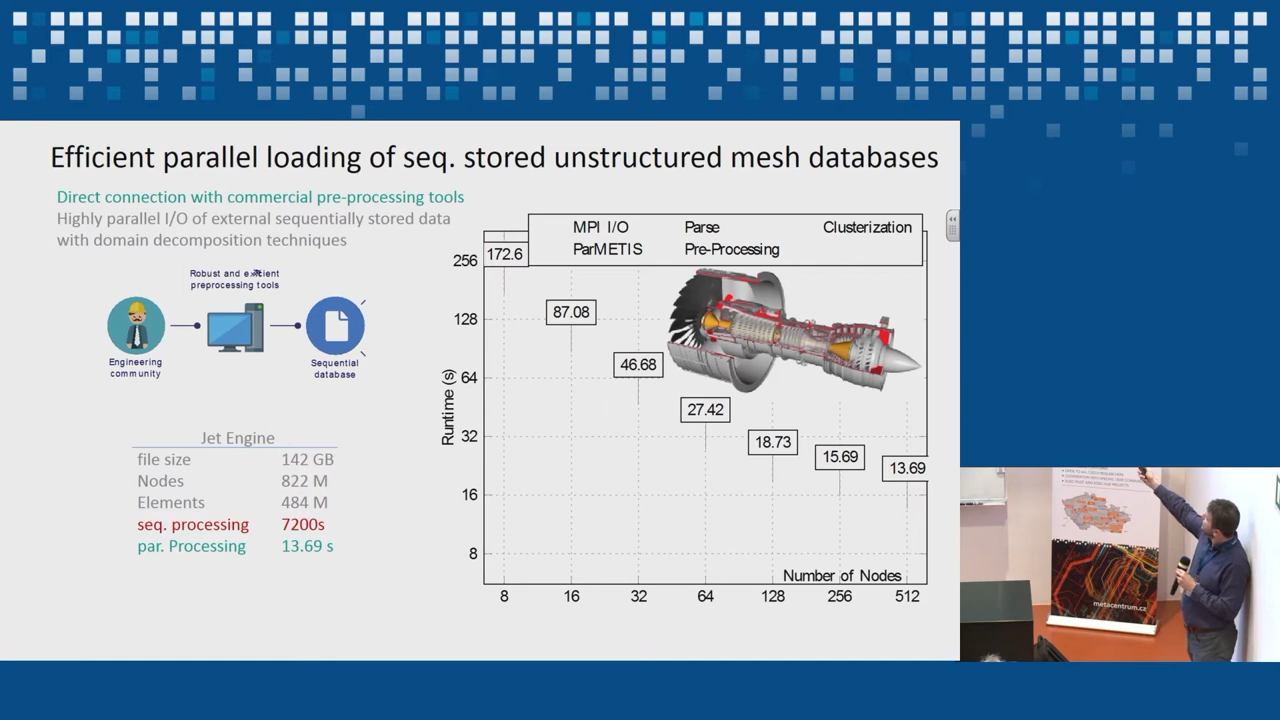 Efficient parallel loading of seq. stored unstructured mesh databases
Direct connection with commercial pre-processing tools
Highly parallel I/O of external sequentially stored data
with domain decomposition techniques
Robust and efficient
preprocessing tools
Engineering
community
Sequential
database
Jet Engine
file size 142 GB
Nodes 822 M
Elements 484 M
seq. processing 7200s
par. Processing 13.69 s
MPI I/O Parse Clusterization
ParMETIS Pre-Processing
Runtime (s)
256
128
64
32
16
8
172.6
87.08
46.68
27.42
18.73
15.69
13.69
Number of Nodes
8 16 32 64 128 256 512
metacentrum.cz